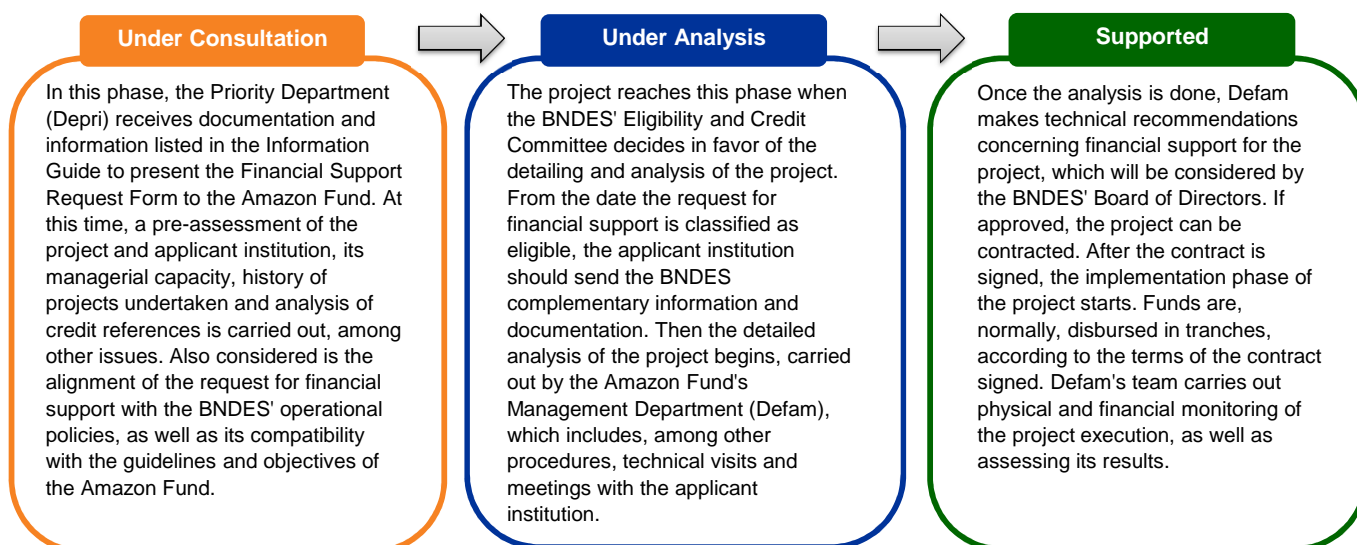 Under Consultation
In this phase, the Priority Department
(Depri) receives documentation and
information listed in the Information
Guide to present the Financial Support
Request Form to the Amazon Fund. At
this time, a pre-assessment of the
project and applicant institution, its
managerial capacity, history of
projects undertaken and analysis of
credit references is carried out, among
other issues. Also considered is the
alignment of the request for financial
support with the BNDES' operational
policies, as well as its compatibility
with the guidelines and objectives of
the Amazon Fund.
Under Analysis
The project reaches this phase when
the BNDES' Eligibility and Credit
Committee decides in favor of the
detailing and analysis of the project.
From the date the request for
financial support is classified as
eligible, the applicant institution
should send the BNDES
complementary information and
documentation. Then the detailed
analysis of the project begins, carried
out by the Amazon Fund's
Management Department (Defam),
which includes, among other
procedures, technical visits and
meetings with the applicant
institution.
Supported
Once the analysis is done, Defam
makes technical recommendations
concerning financial support for the
project, which will be considered by
the BNDES' Board of Directors. If
approved, the project can be
contracted. After the contract is
signed, the implementation phase of
the project starts. Funds are,
normally, disbursed in tranches,
according to the terms of the contract
signed. Defam's team carries out
physical and financial monitoring of
the project execution, as well as
assessing its results.